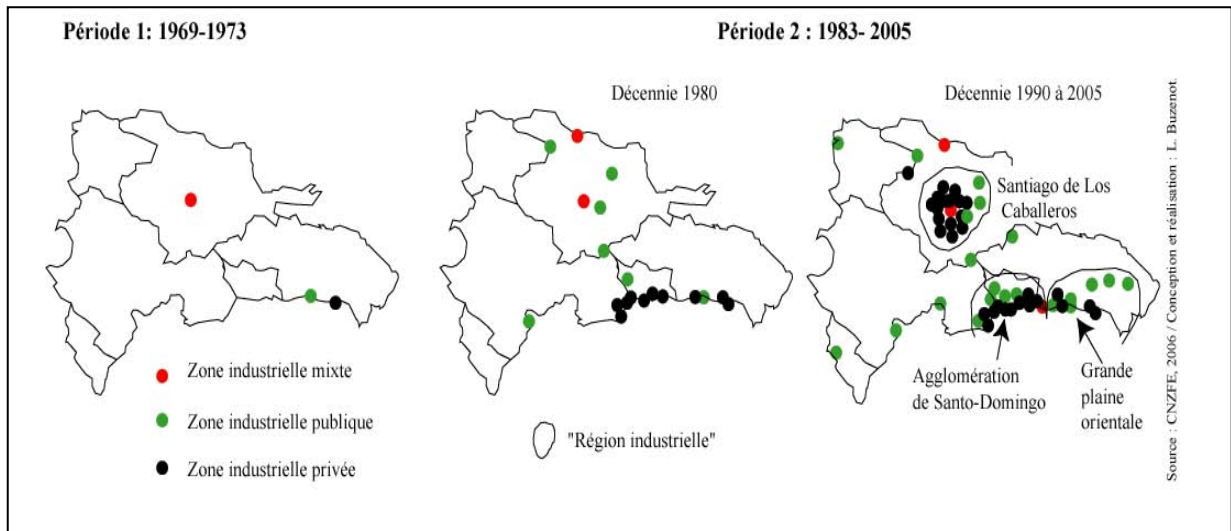 Période 1: 1969-1973
Période 2 : 1983- 2005
Décennie 1980
Décennie 1990 à 2005
Santiago de Los
Caballeros
Agglomération
de Santo-Domingo
Grande
plaine
orientale
Zone industrielle mixte
Zone industrielle publique
Zone industrielle privée
"Région industrielle"
Source : CNZFE, 2006 / Conception et réalisation : L. Buzenot.